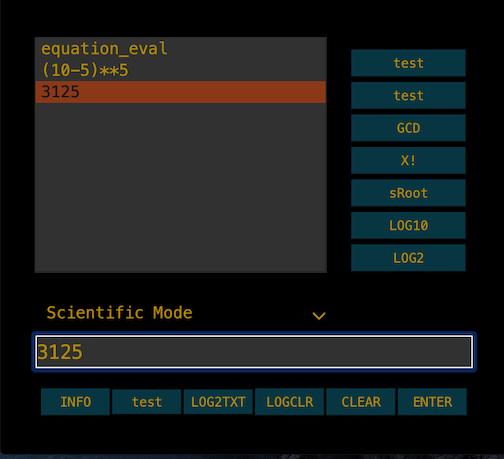 equation_eval
(10-5)**5
3125
test
test
GCD
X!
sRoot
LOG10
LOG2
Scientific Mode
3125
INFO test LOG2TXT LOGCLR CLEAR ENTER